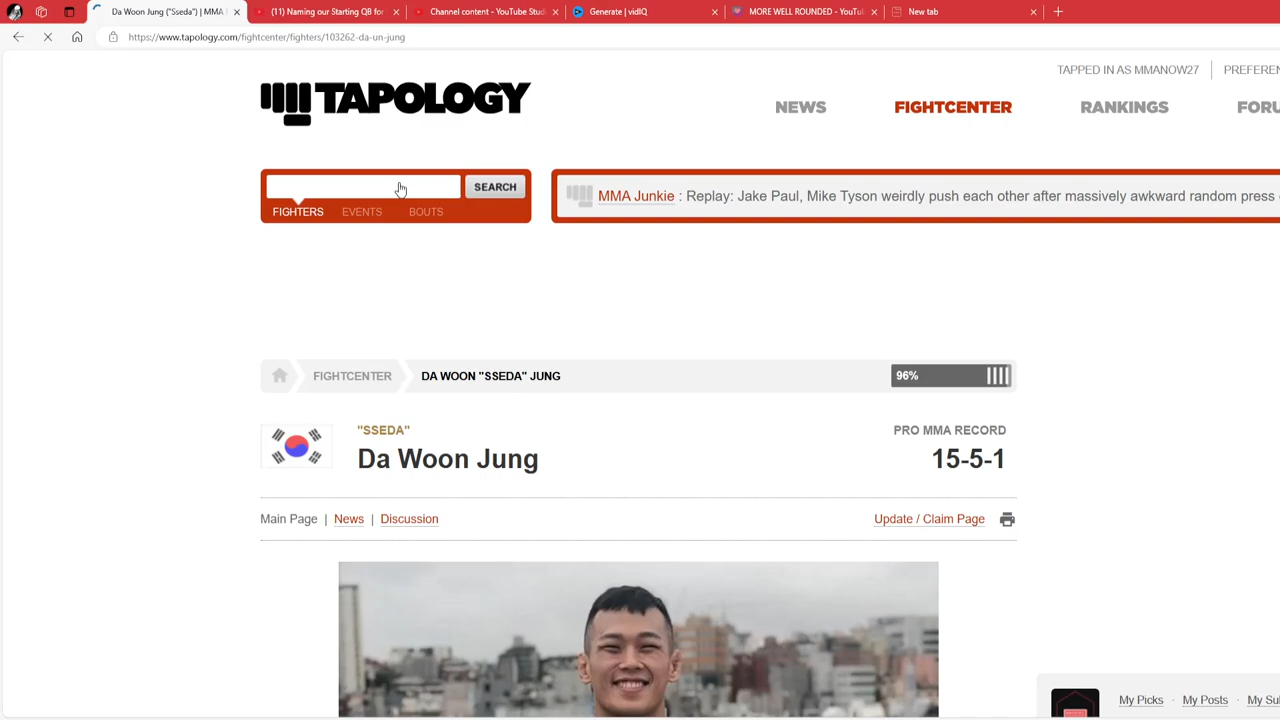 Da Woon Jung ("Sseda") | MMA
(11) Naming our Starting QB for
Channel content - YouTube Stud
Generate | vidIQ
MORE WELL ROUNDED - YouTu
New tab
https://www.tapology.com/fightcenter/fighters/103262-da-un-jung
TAPPED IN AS MMANOW27
PREFEREN
TAPOLOGY
NEWS
FIGHTCENTER
RANKINGS
FORU
SEARCH
FIGHTERS
EVENTS
BOUTS
MMA Junkie : Replay: Jake Paul, Mike Tyson weirdly push each other after massively awkward random press
FIGHTCENTER
DA WOON "SSEDA" JUNG
96%
"SSEDA"
PRO MMA RECORD
Da Woon Jung
15-5-1
Main Page | News | Discussion
Update / Claim Page
My Picks · My Posts · My Su